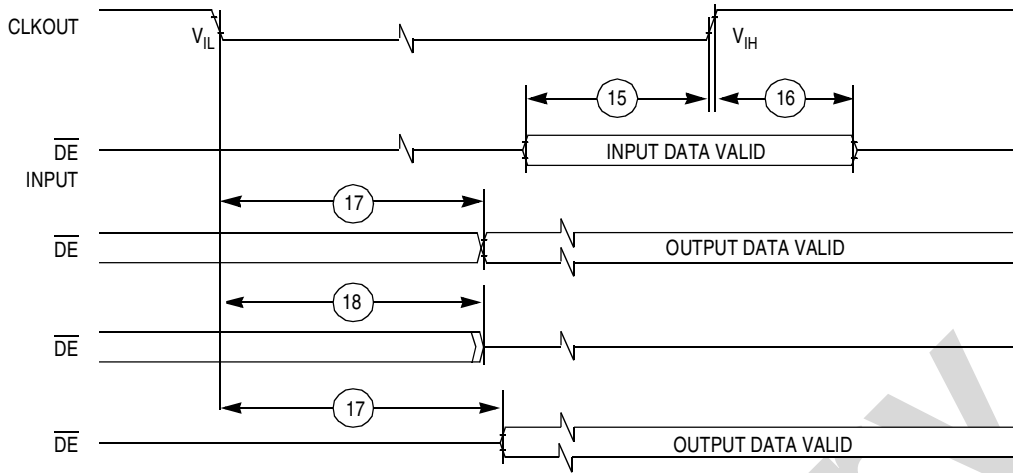 CLKOUT
V_IL
V_IH
15
16
DE
INPUT
INPUT DATA VALID
17
DE
OUTPUT DATA VALID
18
DE
17
DE
OUTPUT DATA VALID